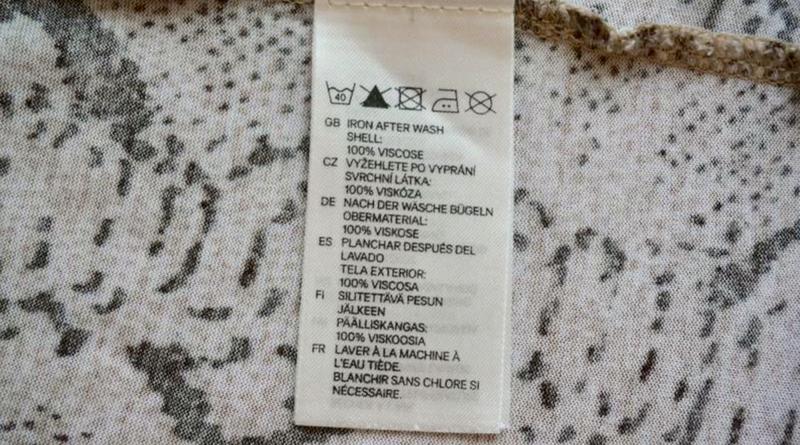 40
GB IRON AFTER WASH
SHELL:
100% VISCOSE
CZ VYŽEHLETE PO VYPRÁNÍ
SVRCHNÍ LÁTKA:
100% VISKÓZA
DE NACH DER WÄSCHE BÜGELN
OBERMATERIAL:
100% VISKOSE
ES PLANCHAR DESPUÉS DEL
LAVADO
TELA EXTERIOR:
100% VISCOSA
Fi SILITETTÄVÄ PESUN
JÄLKEEN
PÄÄLLISKANGAS:
100% VISKOOSIA
FR LAVER À LA MACHINE À
L'EAU TIÈDE.
BLANCHIR SANS CHLORE SI
NÉCESSAIRE.